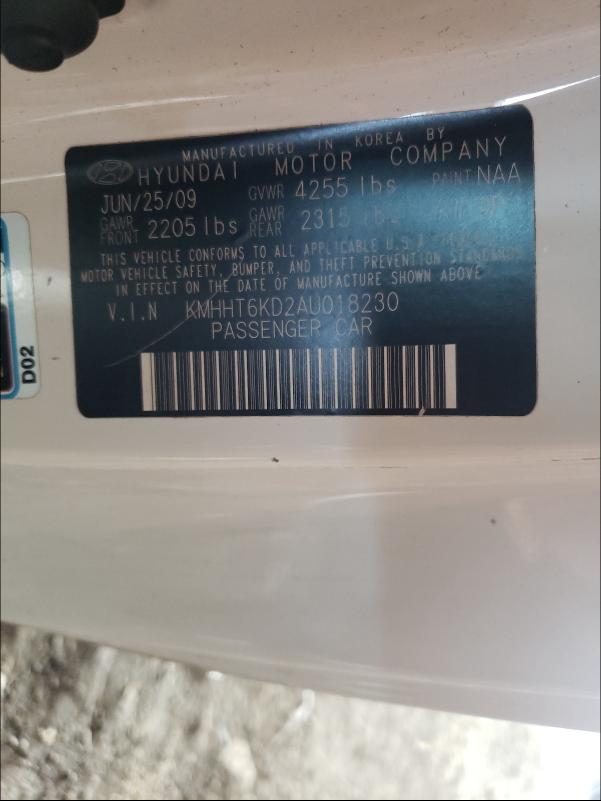 MANUFACTURED IN KOREA BY
HYUNDAI MOTOR COMPANY
JUN/25/09 GVWR 4255 lbs PAINT NAA
GAWR FRONT 2205 lbs GAWR REAR 2315 lbs
THIS VEHICLE CONFORMS TO ALL APPLICABLE U.S.A
MOTOR VEHICLE SAFETY, BUMPER, AND THEFT PREVENTION STANDARDS
IN EFFECT ON THE DATE OF MANUFACTURE SHOWN ABOVE
V.I.N KMHHT6KD2AU018230
PASSENGER CAR
D02